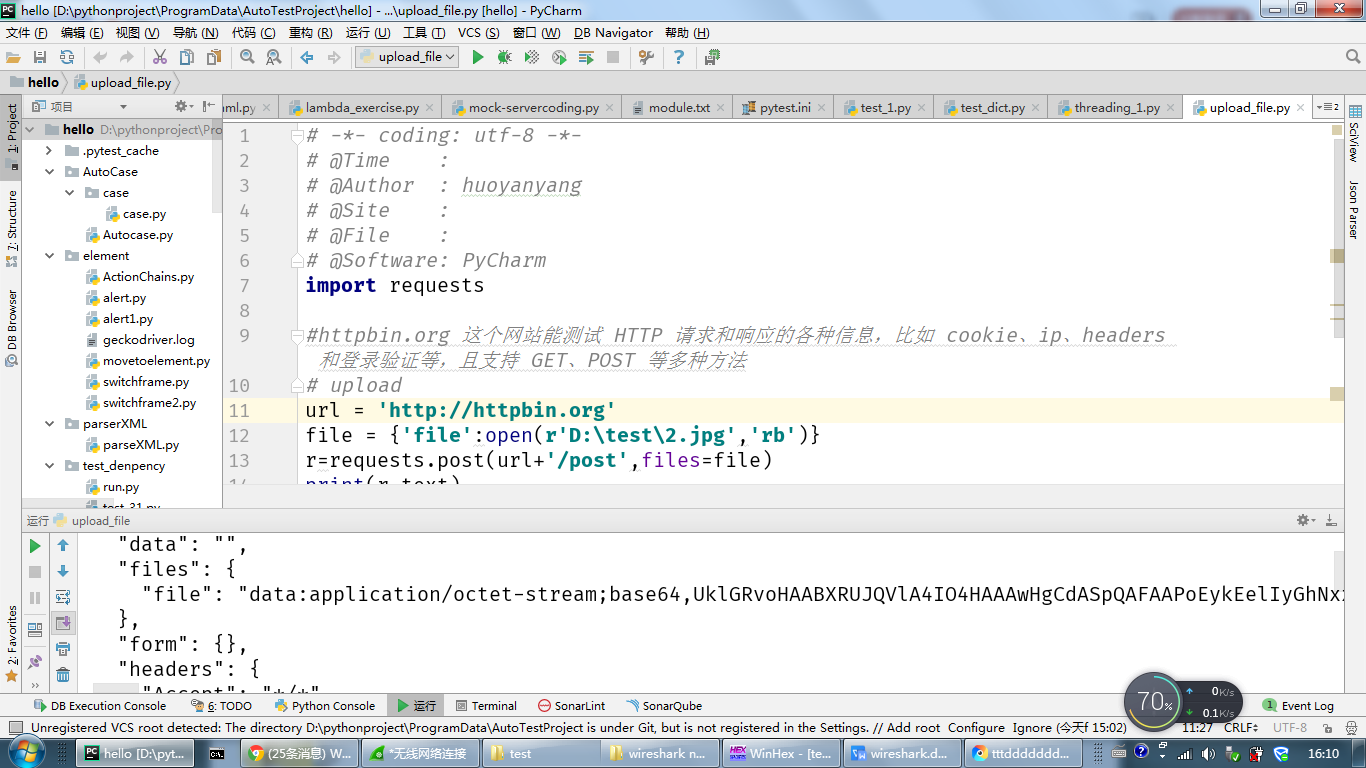 hello [D:\pythonproject\ProgramData\AutoTestProject\hello] - ...\upload_file.py [hello] - PyCharm
文件 (F) 编辑 (E) 视图 (V) 导航 (N) 代码 (C) 重构 (R) 运行 (U) 工具 (T) VCS (S) 窗口 (W) DB Navigator 帮助 (H)
upload_file
hello upload_file.py
项目
ml.py lambda_exercise.py mock-servercoding.py module.txt pytest.ini test_1.py test_dict.py threading_1.py upload_file.py 2
1: Project
7: Structure
DB Browser
2: Favorites
SciView
Json Parser
hello D:\pythonproject\Pro
.pytest_cache
AutoCase
case
case.py
Autocase.py
element
ActionChains.py
alert.py
alert1.py
geckodriver.log
movetoelement.py
switchframe.py
switchframe2.py
parserXML
parseXML.py
test_denpency
run.py
test_31.py
1 # -*- coding: utf-8 -*-
2 # @Time :
3 # @Author : huoyanyang
4 # @Site :
5 # @File :
6 # @Software: PyCharm
7 import requests
8
9 #httpbin.org 这个网站能测试 HTTP 请求和响应的各种信息，比如 cookie、ip、headers
和登录验证等，且支持 GET、POST 等多种方法
10 # upload
11 url = 'http://httpbin.org'
12 file = {'file':open(r'D:\test\2.jpg','rb')}
13 r=requests.post(url+'/post',files=file)
14 print(r.text)
运行 upload_file
"data": "",
"files": {
"file": "data:application/octet-stream;base64,UklGRvoHAABXRUJQVlA4IO4HAAAwHgCdASpQAFAAPoEykEelIyGhNx
},
"form": {},
"headers": {
"Accept": "*/*"
70% 0K/s
0.1K/s
DB Execution Console 6: TODO Python Console 运行 Terminal SonarLint SonarQube 1 Event Log
Unregistered VCS root detected: The directory D:\pythonproject\ProgramData\AutoTestProject is under Git, but is not registered in the Settings. // Add root Configure Ignore (今天f 15:02) 11:27 CRLF UTF-8
hello [D:\pyt... (25条消息) W... *无线网络连接 test wireshark n... WinHex - [te... wireshark.d... tttddddddd... 16:10